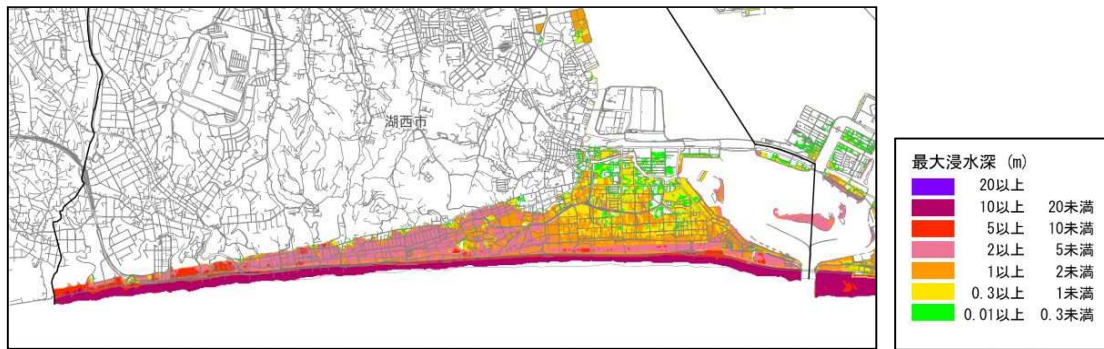 湖西市
最大浸水深 (m)
20以上
10以上 20未満
5以上 10未満
2以上 5未満
1以上 2未満
0.3以上 1未満
0.01以上 0.3未満